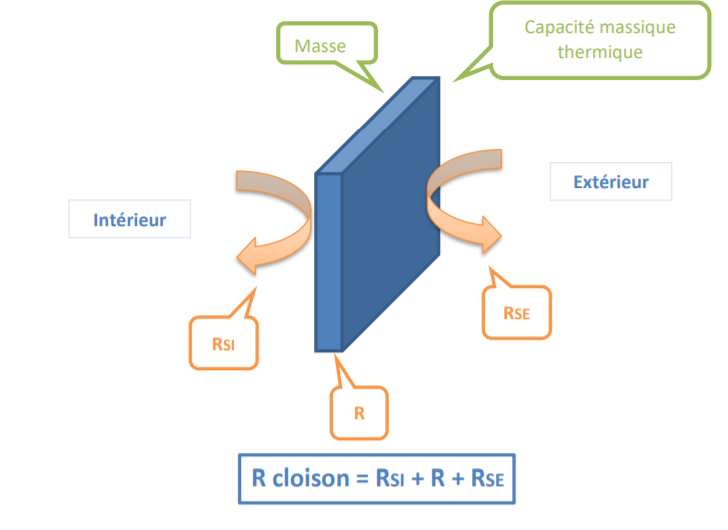 Masse
Capacité massique
thermique
Intérieur
Extérieur
RSI
RSE
R
R cloison = RSI + R + RSE